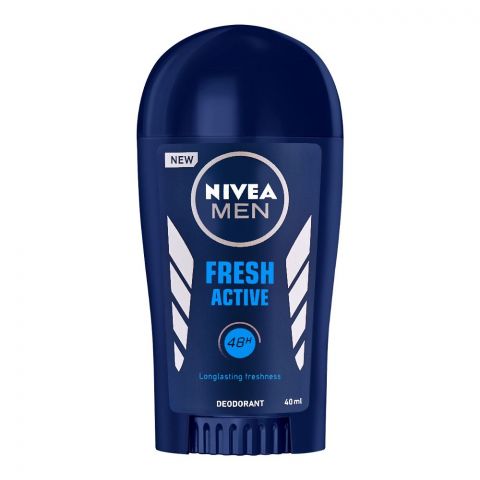 NEW
NIVEA
MEN
FRESH
ACTIVE
48H
Longlasting freshness
DEODORANT 40 ml